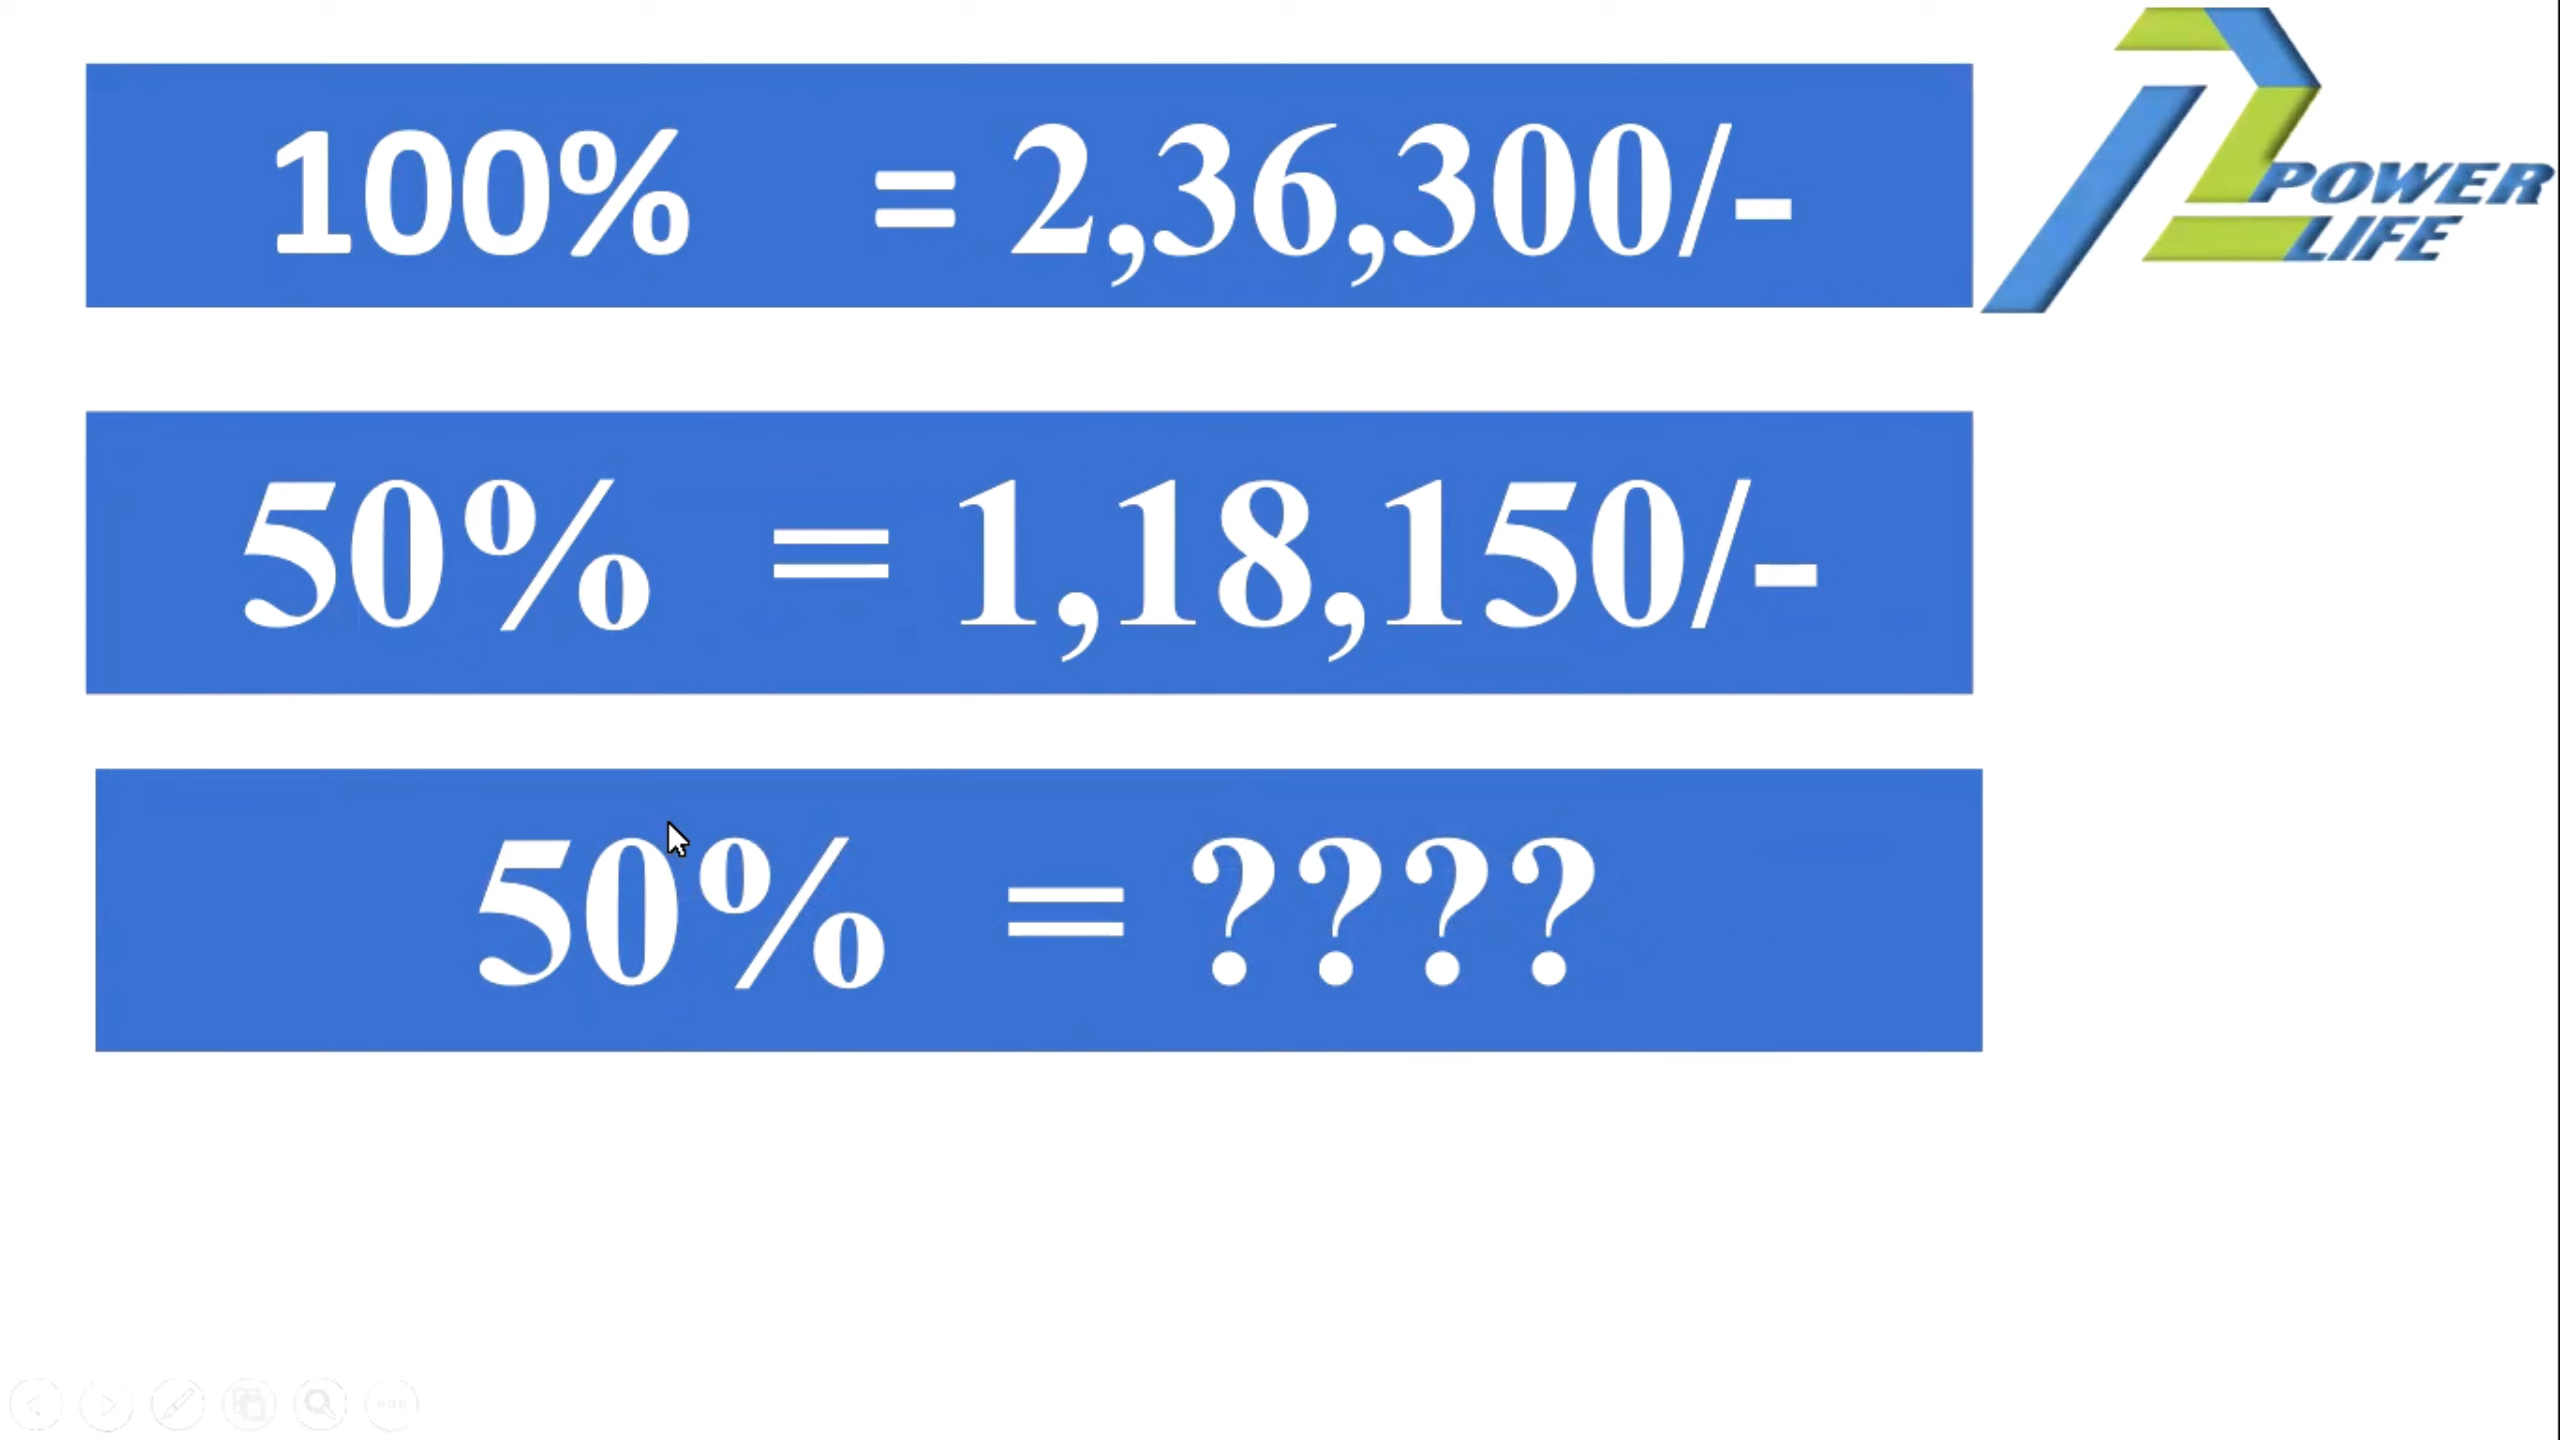 100% = 2,36,300/-
POWER
LIFE
50% = 1,18,150/-
50% = ????